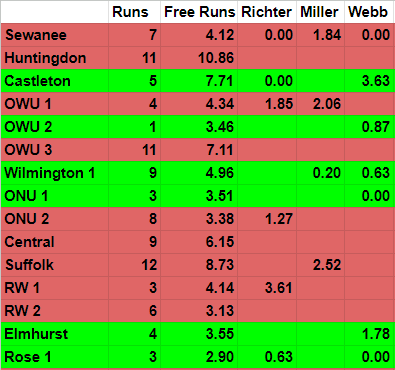 Runs Free Runs Richter Miller Webb
Sewanee 7 4.12 0.00 1.84 0.00
Huntingdon 11 10.86
Castleton 5 7.71 0.00 3.63
OWU 1 4 4.34 1.85 2.06
OWU 2 1 3.46 0.87
OWU 3 11 7.11
Wilmington 1 9 4.96 0.20 0.63
ONU 1 3 3.51 0.00
ONU 2 8 3.38 1.27
Central 9 6.15
Suffolk 12 8.73 2.52
RW 1 3 4.14 3.61
RW 2 6 3.13
Elmhurst 4 3.55 1.78
Rose 1 3 2.90 0.63 0.00